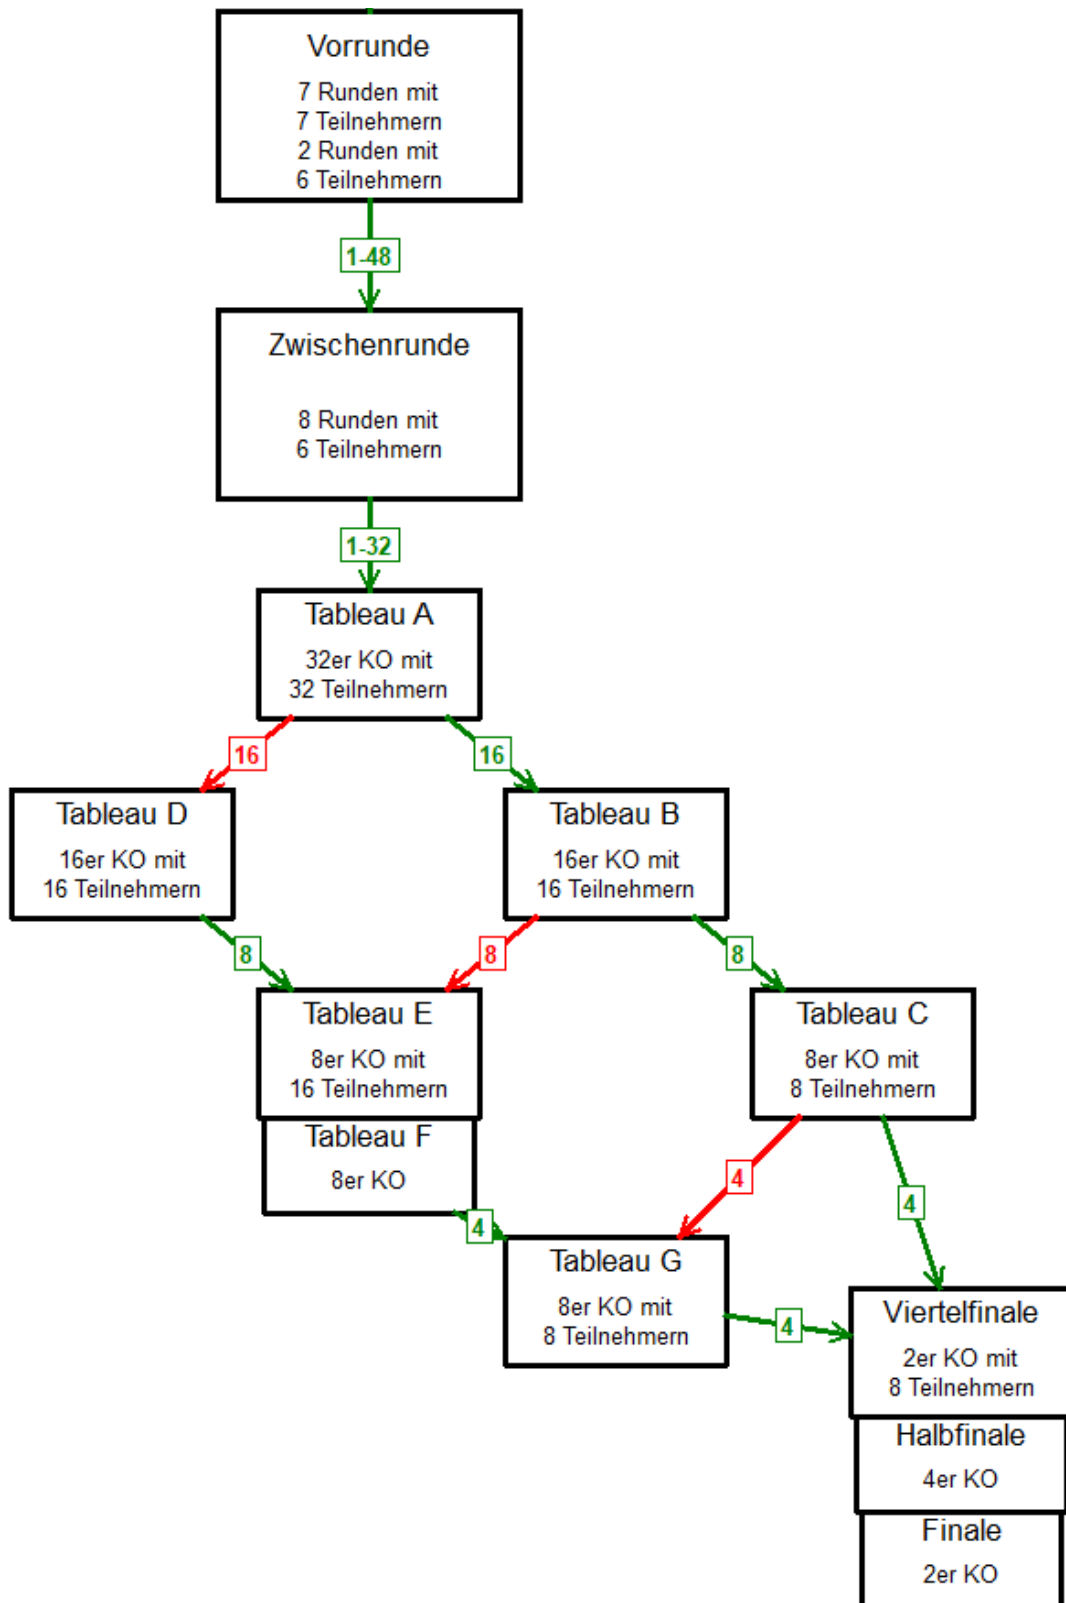 Vorrunde
7 Runden mit
7 Teilnehmern
2 Runden mit
6 Teilnehmern
1-48
Zwischenrunde
8 Runden mit
6 Teilnehmern
1-32
Tableau A
32er KO mit
32 Teilnehmern
16
16
Tableau D
16er KO mit
16 Teilnehmern
Tableau B
16er KO mit
16 Teilnehmern
8
8
8
Tableau E
8er KO mit
16 Teilnehmern
Tableau C
8er KO mit
8 Teilnehmern
Tableau F
8er KO
4
4
4
Tableau G
8er KO mit
8 Teilnehmern
4
Viertelfinale
2er KO mit
8 Teilnehmern
Halbfinale
4er KO
Finale
2er KO